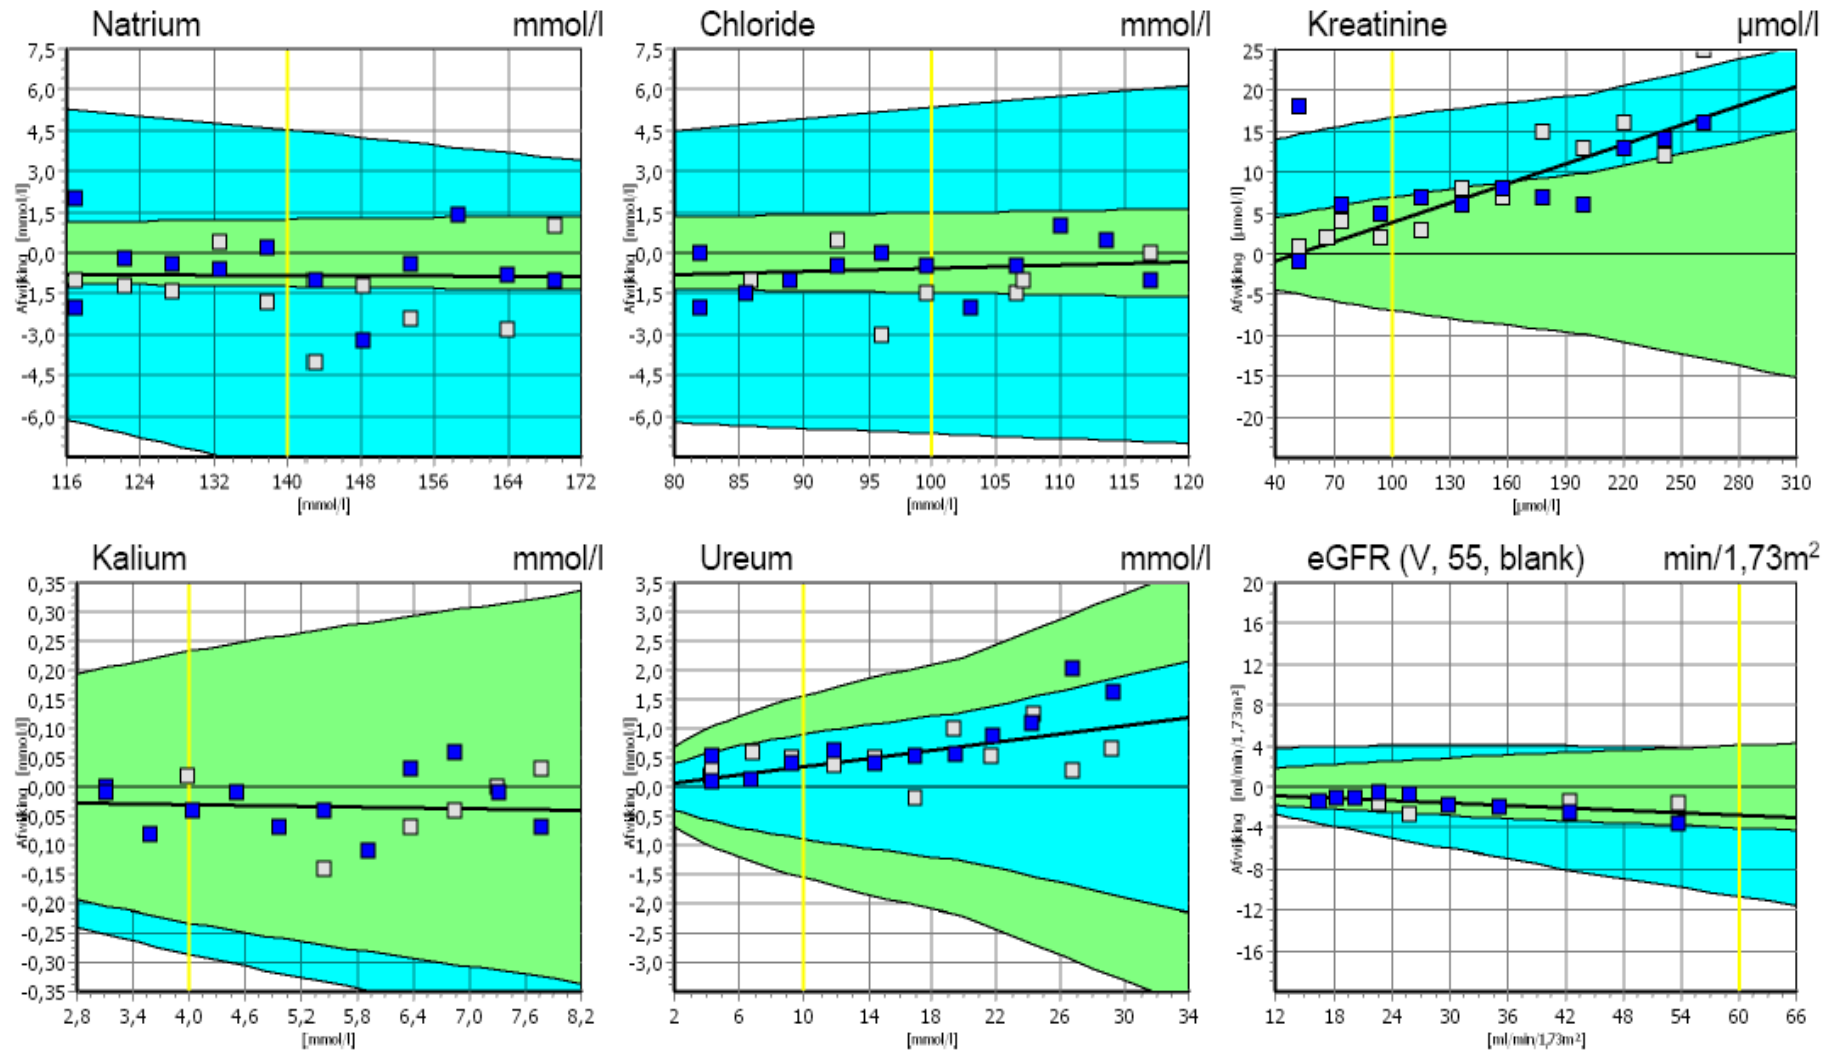 Natrium mmol/l
7,5
6,0
4,5
3,0
1,5
0,0
-1,5
-3,0
-4,5
-6,0
Afwijking [mmol/l]
116 124 132 140 148 156 164 172
[mmol/l]
Chloride mmol/l
7,5
6,0
4,5
3,0
1,5
0,0
-1,5
-3,0
-4,5
-6,0
Afwijking [mmol/l]
80 85 90 95 100 105 110 115 120
[mmol/l]
Kreatinine µmol/l
25
20
15
10
5
0
-5
-10
-15
-20
Afwijking [µmol/l]
40 70 100 130 160 190 220 250 280 310
[µmol/l]
Kalium mmol/l
0,35
0,30
0,25
0,20
0,15
0,10
0,05
0,00
-0,05
-0,10
-0,15
-0,20
-0,25
-0,30
-0,35
Afwijking [mmol/l]
2,8 3,4 4,0 4,6 5,2 5,8 6,4 7,0 7,6 8,2
[mmol/l]
Ureum mmol/l
3,5
3,0
2,5
2,0
1,5
1,0
0,5
0,0
-0,5
-1,0
-1,5
-2,0
-2,5
-3,0
Afwijking [mmol/l]
2 6 10 14 18 22 26 30 34
[mmol/l]
eGFR (V, 55, blank) min/1,73m²
20
16
12
8
4
0
-4
-8
-12
-16
Afwijking [ml/min/1,73m²]
12 18 24 30 36 42 48 54 60 66
[ml/min/1,73m²]